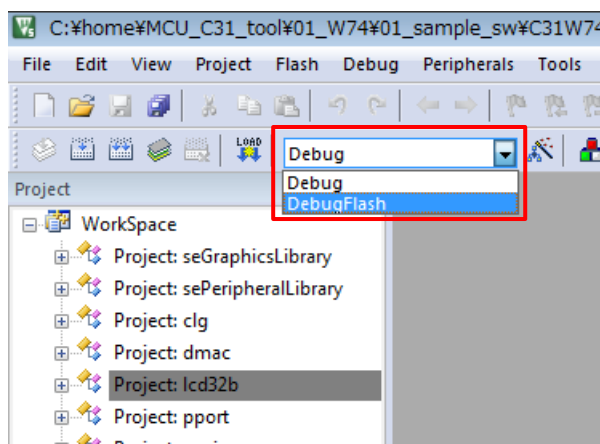 C:¥home¥MCU_C31_tool¥01_W74¥01_sample_sw¥C31W74
File Edit View Project Flash Debug Peripherals Tools
LOAD
Debug
Debug
DebugFlash
Project
WorkSpace
Project: seGraphicsLibrary
Project: sePeripheralLibrary
Project: clg
Project: dmac
Project: lcd32b
Project: pport